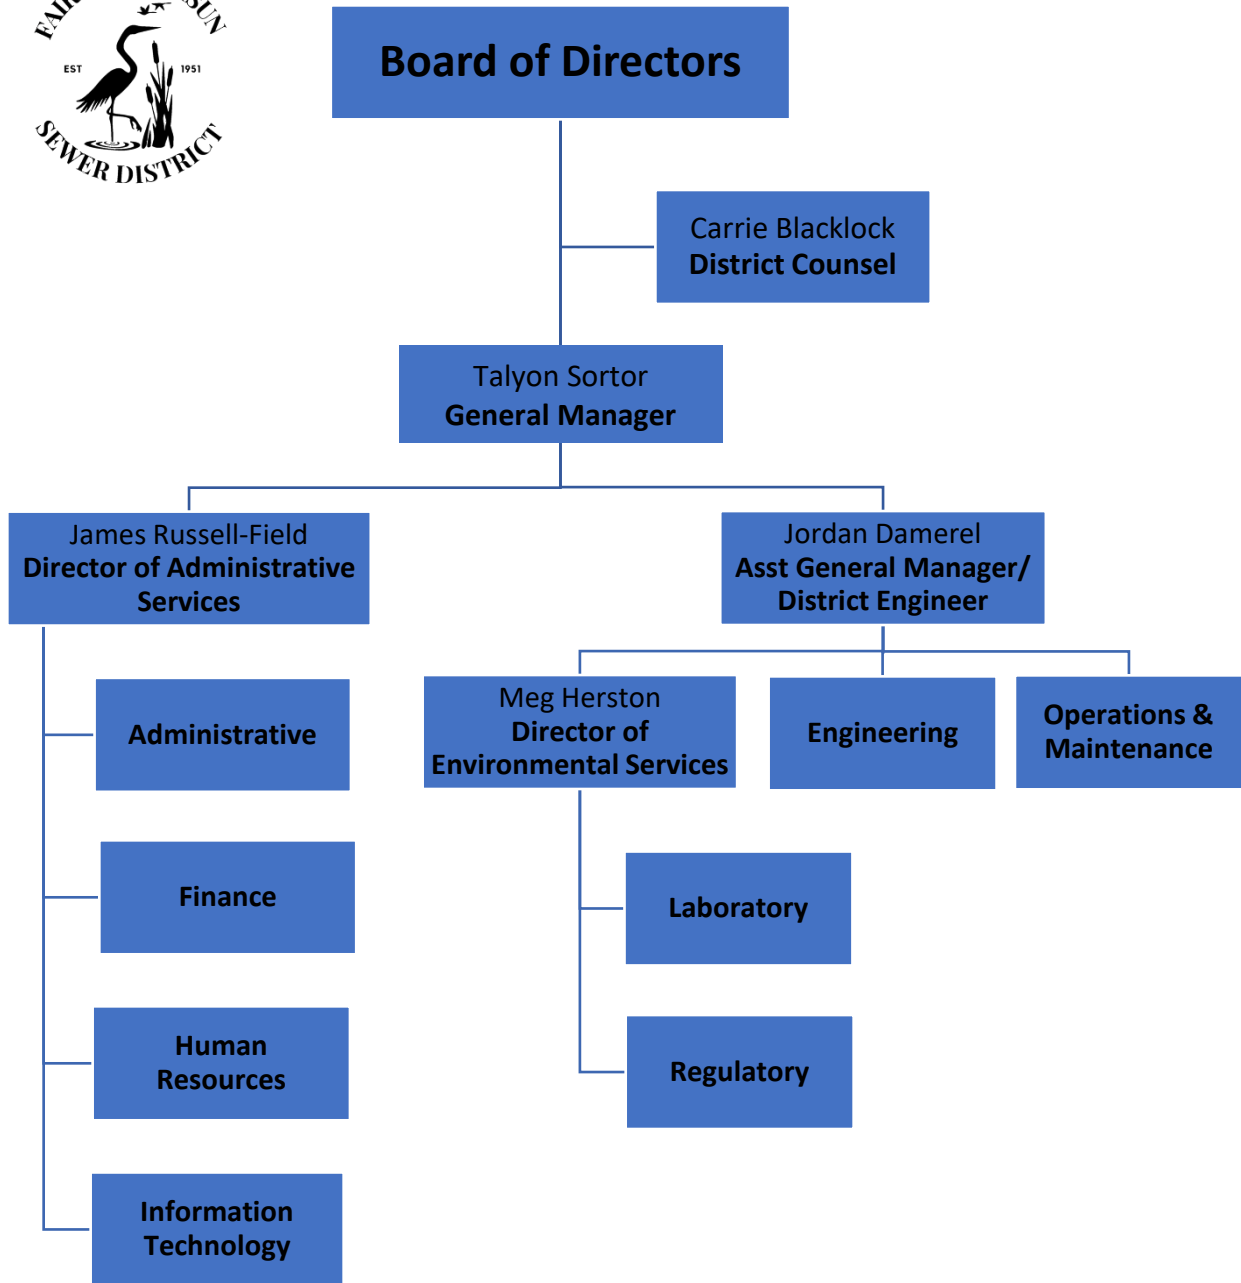 EST
1951
SEWER DISTRICT
Board of Directors
Carrie Blacklock
District Counsel
Talyon Sortor
General Manager
James Russell-Field
Director of Administrative
Services
Jordan Damerel
Asst General Manager/
District Engineer
Administrative
Finance
Human
Resources
Information
Technology
Meg Herston
Director of
Environmental Services
Engineering
Operations &
Maintenance
Laboratory
Regulatory